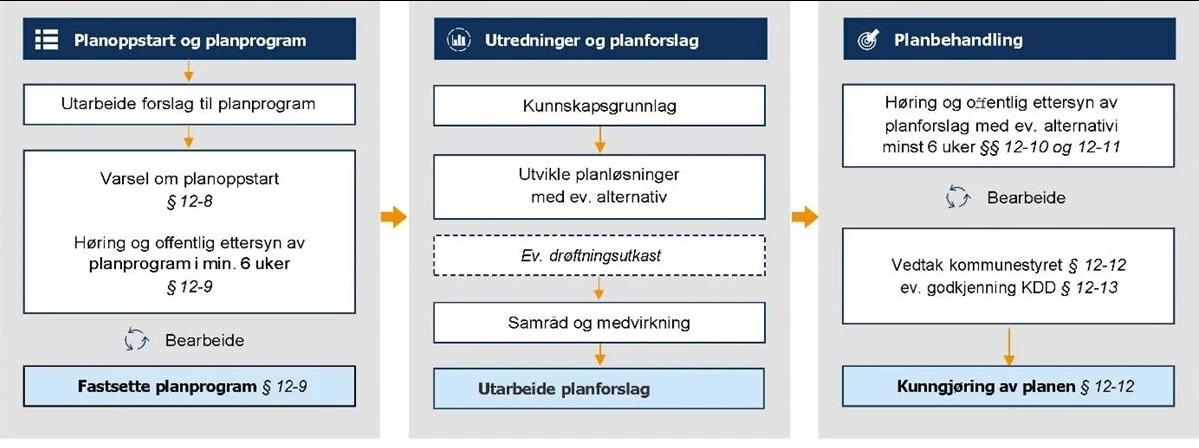 Planoppstart og planprogram
Utarbeide forslag til planprogram
Varsel om planoppstart
§ 12-8
Høring og offentlig ettersyn av
planprogram i min. 6 uker
§ 12-9
Bearbeide
Fastsette planprogram § 12-9
Utredninger og planforslag
Kunnskapsgrunnlag
Utvikle planløsninger
med ev. alternativ
Ev. drøftningsutkast
Samråd og medvirkning
Utarbeide planforslag
Planbehandling
Høring og offentlig ettersyn av
planforslag med ev. alternativi
minst 6 uker §§ 12-10 og 12-11
Bearbeide
Vedtak kommunestyret § 12-12
ev. godkjenning KDD § 12-13
Kunngjøring av planen § 12-12